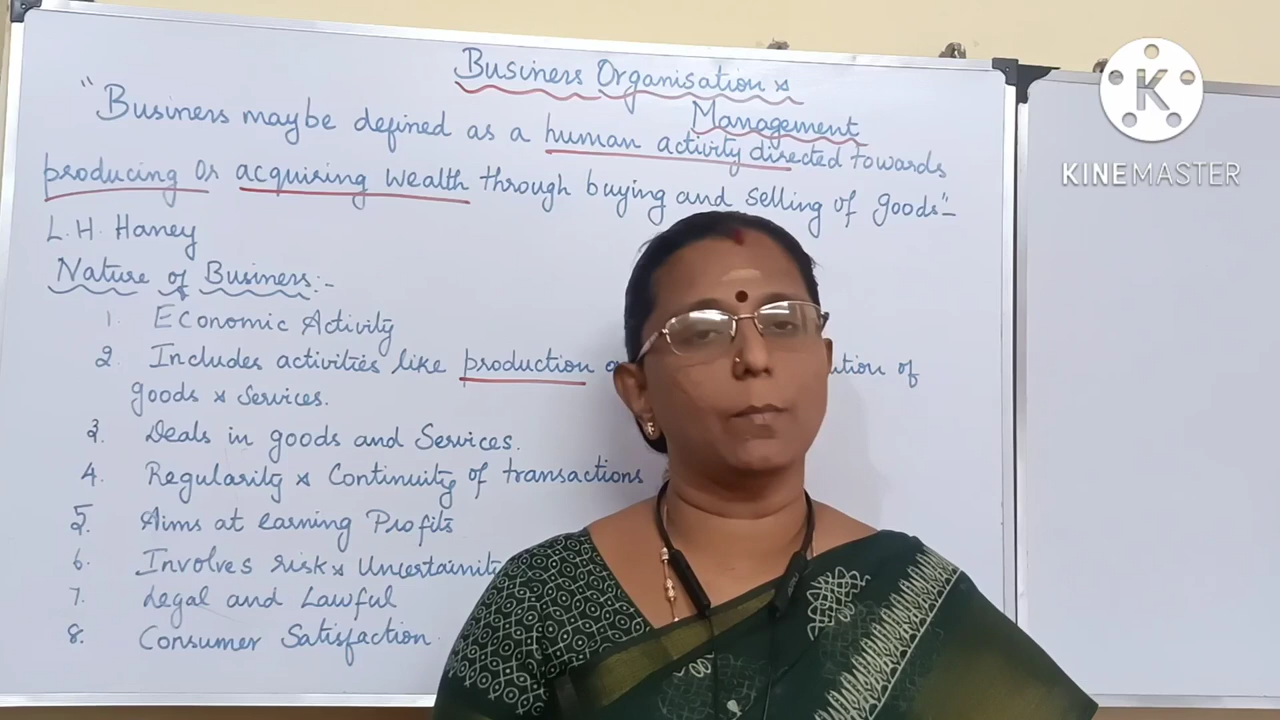 Business Organisation &
Management
"Business maybe defined as a human activity directed towards
producing or acquiring wealth through buying and selling of goods"-
L.H. Haney
Nature of Business:-
1. Economic Activity
2. Includes activities like production
goods & Services.
3. Deals in goods and Services.
4. Regularity & Continuity of transactions
5. Aims at earning Profits
6. Involves risk &
7. Legal and Lawful
8. Consumer Satisfaction
K
KINEMASTER